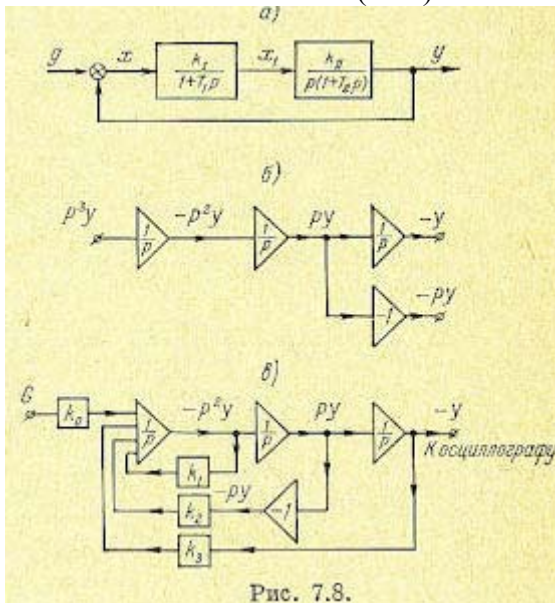 а)
g x k₁ x₁ k₂ y
1+T₁p p(1+T₂p)
б)
p³y 1/p -p²y 1/p py 1/p -y
-1 -py
в)
G k₀ 1/p -p²y 1/p py 1/p -y
К осциллографу
k₁
-py
k₂ -1
k₃
Рис. 7.8.